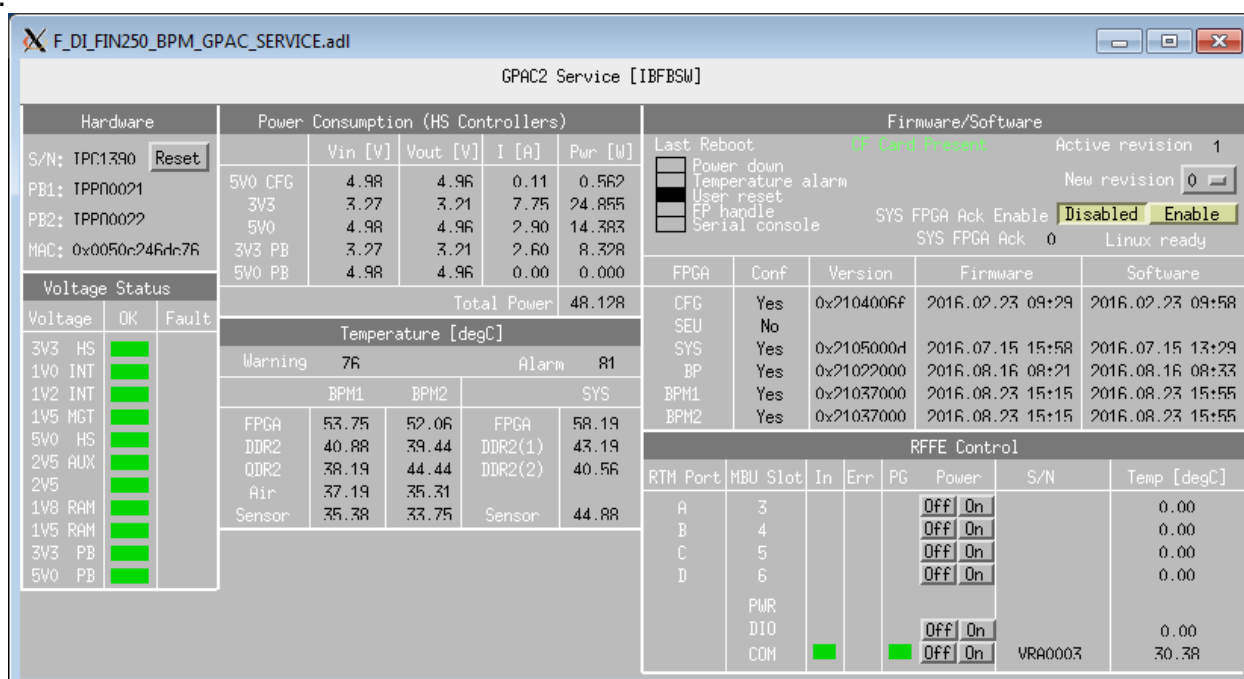 F_DI_FIN250_BPM_GPAC_SERVICE.adl
GPAC2 Service [IBFBSW]
Hardware
S/N: IPC1390 Reset
PB1: IPP00021
PB2: IPP00022
MAC: 0x0050c246dc76
Voltage Status
Voltage OK Fault
3V3 HS
1V0 INT
1V2 INT
1V5 MGT
5V0 HS
2V5 AUX
2V5
1V8 RAM
1V5 RAM
3V3 PB
5V0 PB
Power Consumption (HS Controllers)
Vin [V] Vout [V] I [A] Pwr [W]
5V0 CFG 4.98 4.96 0.11 0.562
3V3 3.27 3.21 7.75 24.855
5V0 4.98 4.96 2.90 14.383
3V3 PB 3.27 3.21 2.60 8.328
5V0 PB 4.98 4.96 0.00 0.000
Total Power 48.128
Temperature [degC]
Warning 76 Alarm 81
BPM1 BPM2 SYS
FPGA 53.75 52.06 FPGA 58.19
DDR2 40.88 39.44 DDR2(1) 43.19
QDR2 38.19 44.44 DDR2(2) 40.56
Air 37.19 35.31
Sensor 35.38 33.75 Sensor 44.88
Firmware/Software
Last Reboot CF Card Present Active revision 1
Power down
Temperature alarm New revision 0
User reset
FP handle SYS FPGA Ack Enable Disabled Enable
Serial console SYS FPGA Ack 0 Linux ready
FPGA Conf Version Firmware Software
CFG Yes 0x2104006f 2016.02.23 09:29 2016.02.23 09:58
SEU No
SYS Yes 0x2105000d 2016.07.15 15:58 2016.07.15 13:29
BP Yes 0x21022000 2016.08.16 08:21 2016.08.16 08:33
BPM1 Yes 0x21037000 2016.08.23 15:15 2016.08.23 15:55
BPM2 Yes 0x21037000 2016.08.23 15:15 2016.08.23 15:55
RFFE Control
RTM Port MBU Slot In Err PG Power S/N Temp [degC]
A 3 Off On 0.00
B 4 Off On 0.00
C 5 Off On 0.00
D 6 Off On 0.00
PWR
DIO Off On 0.00
COM Off On VRA0003 30.38